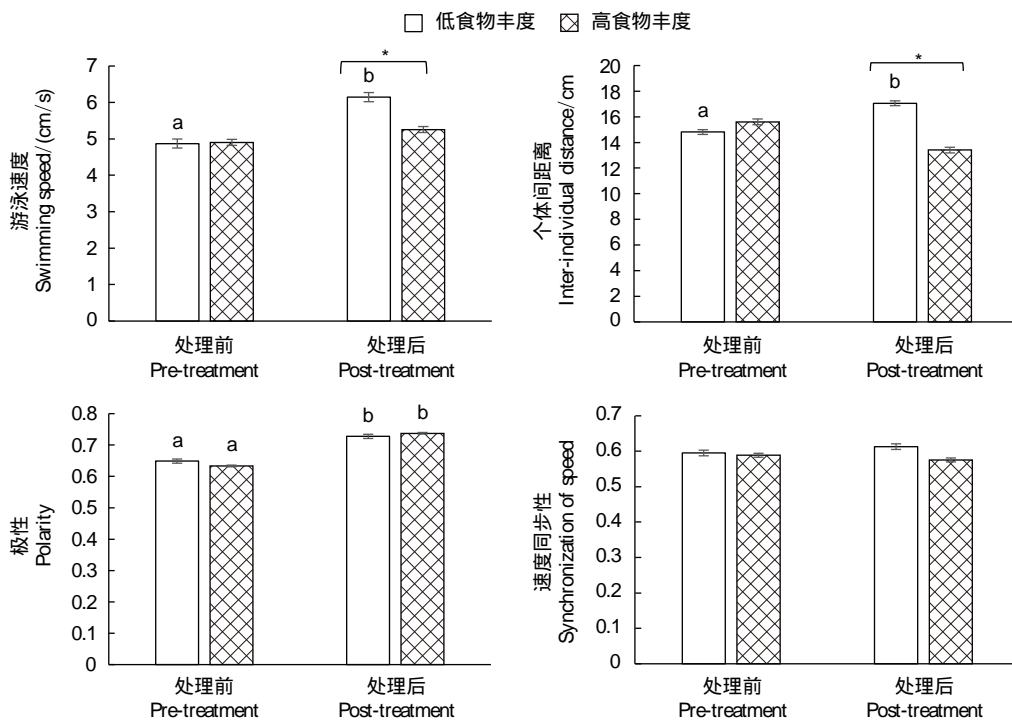 低食物丰度 高食物丰度
游泳速度
Swimming speed/(cm/s)
7
6
5
4
3
2
1
0
a
b
*
处理前
Pre-treatment
处理后
Post-treatment
个体间距离
Inter-individual distance/cm
20
18
16
14
12
10
8
6
4
2
0
a
b
*
处理前
Pre-treatment
处理后
Post-treatment
极性
Polarity
0.8
0.7
0.6
0.5
0.4
0.3
0.2
0.1
0
a a
b b
处理前
Pre-treatment
处理后
Post-treatment
速度同步性
Synchronization of speed
0.7
0.6
0.5
0.4
0.3
0.2
0.1
0
处理前
Pre-treatment
处理后
Post-treatment